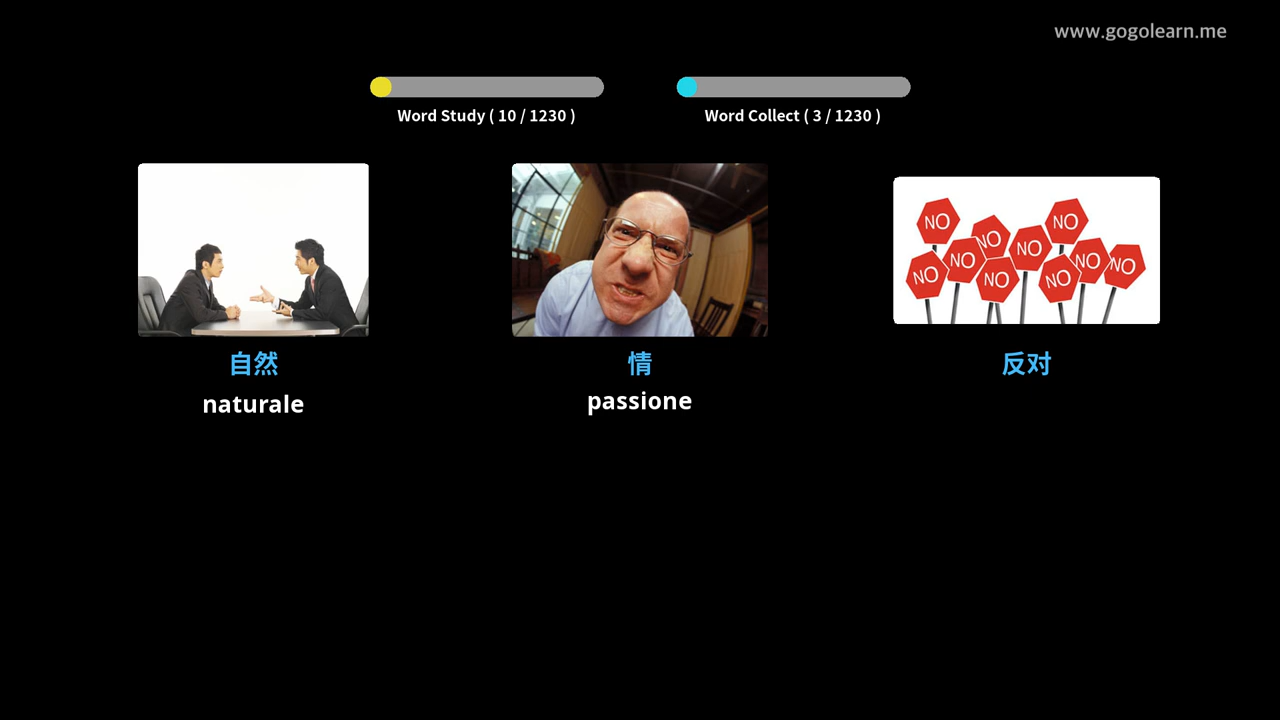 www.gogolearn.me
Word Study ( 10 / 1230 )
Word Collect ( 3 / 1230 )
NO
NO
NO
NO
NO
NO
NO
NO
NO
NO
自然
情
反对
naturale
passione